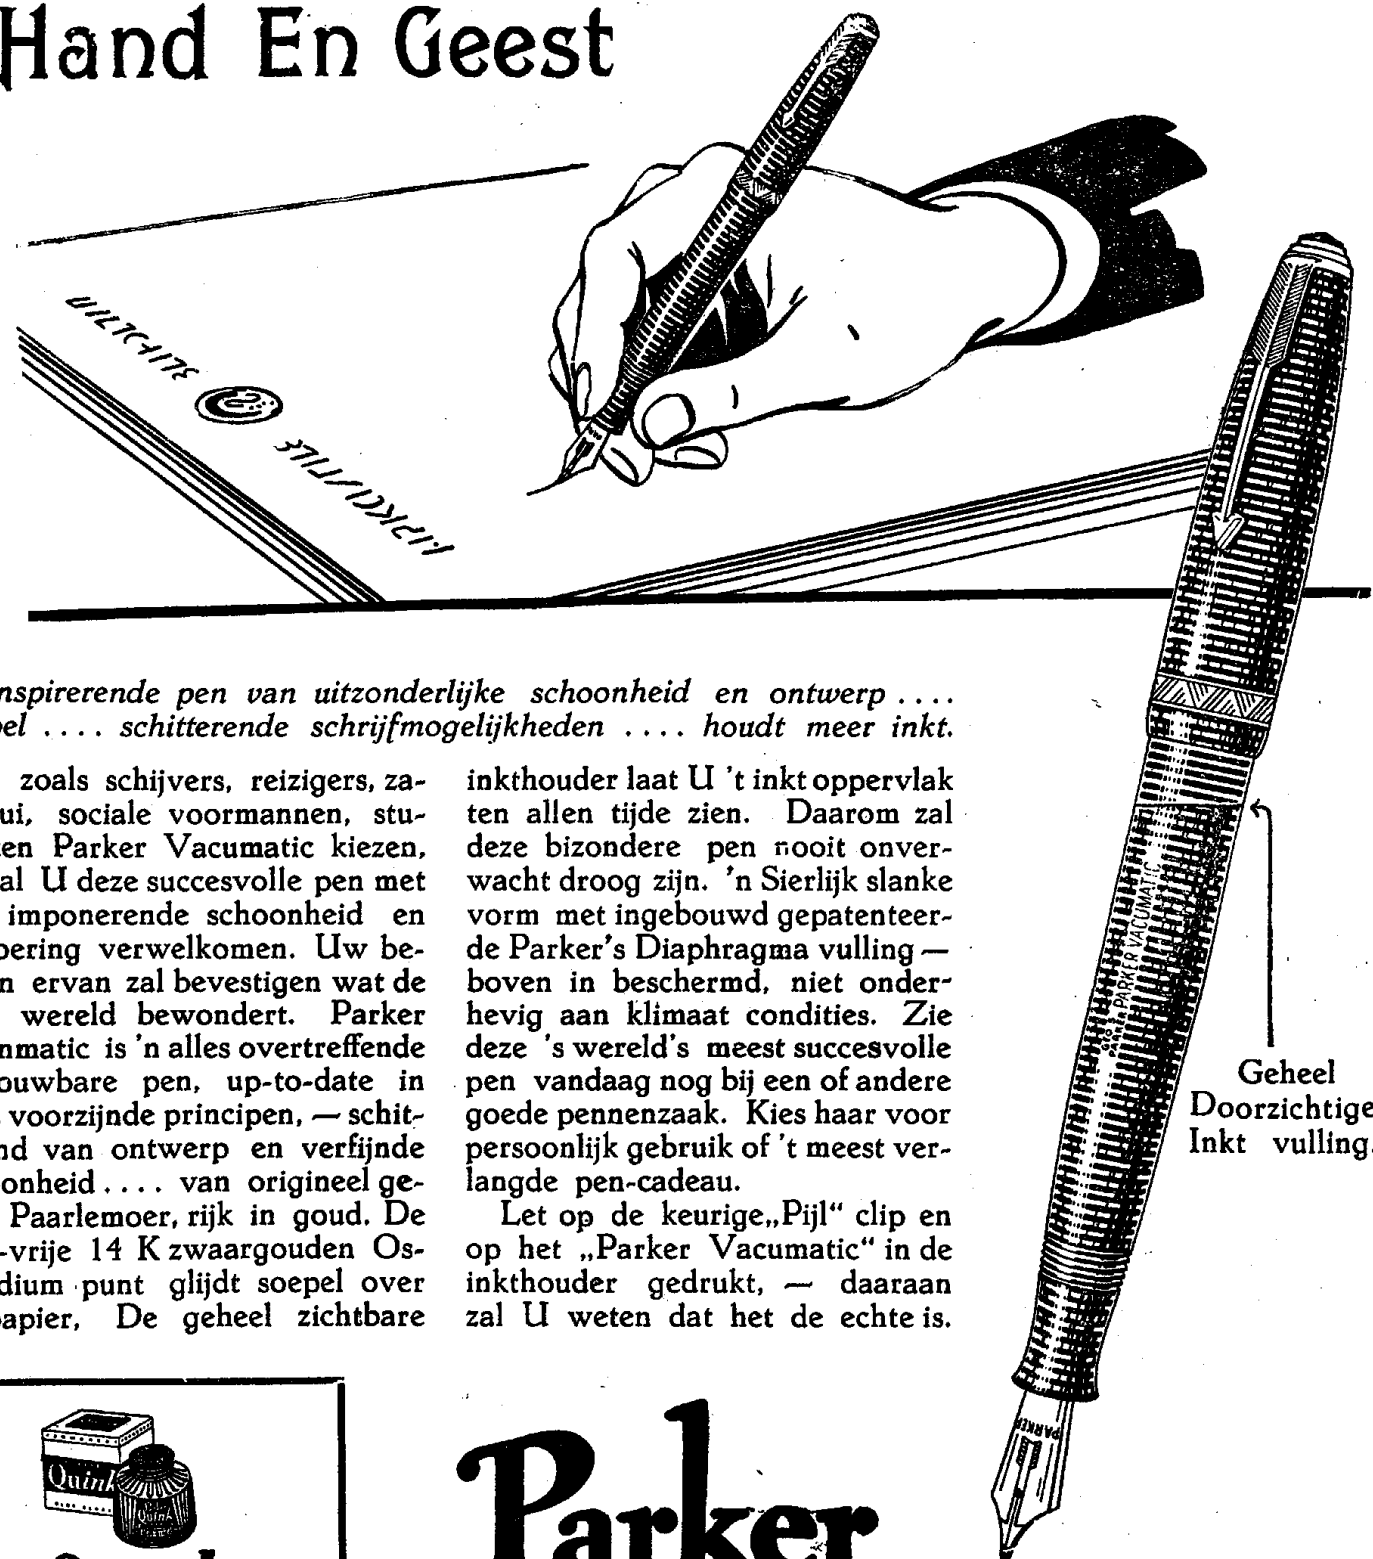 Hand En Geest
nspirerende pen van uitzonderlijke schoonheid en ontwerp ....
el .... schitterende schrijfmogelijkheden .... houdt meer inkt.
zoals schijvers, reizigers, za-
ui, sociale voormannen, stu-
en Parker Vacumatic kiezen,
al U deze succesvolle pen met
imponerende schoonheid en
oering verwelkomen. Uw be-
n ervan zal bevestigen wat de
wereld bewondert. Parker
nmatic is 'n alles overtreffende
ouwbare pen, up-to-date in
voorzijnde principen, — schit-
nd van ontwerp en verfijnde
onheid .... van origineel ge-
Paarlemoer, rijk in goud. De
-vrije 14 K zwaargouden Os-
dium punt glijdt soepel over
apier, De geheel zichtbare
inkthouder laat U 't inkt oppervlak
ten allen tijde zien. Daarom zal
deze bizondere pen nooit onver-
wacht droog zijn. 'n Sierlijk slanke
vorm met ingebouwd gepatenteer-
de Parker's Diaphragma vulling —
boven in beschermd, niet onder-
hevig aan klimaat condities. Zie
deze 's wereld's meest succesvolle
pen vandaag nog bij een of andere
goede pennenzaak. Kies haar voor
persoonlijk gebruik of 't meest ver-
langde pen-cadeau.
Let op de keurige „Pijl“ clip en
op het „Parker Vacumatic“ in de
inkthouder gedrukt, — daaraan
zal U weten dat het de echte is.
PARKER VACUMATIC
Geheel
Doorzichtige
Inkt vulling.
PARKER
Quink
Quink
Parker